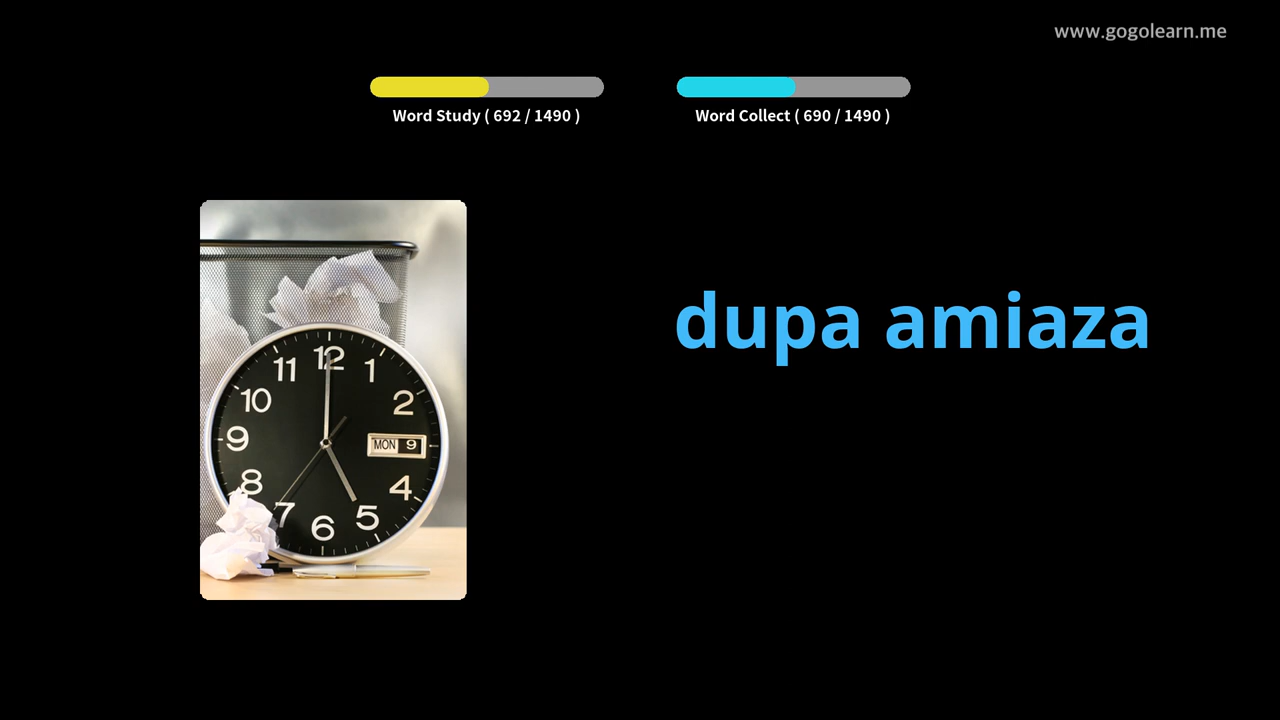 www.gogolearn.me
Word Study ( 692 / 1490 )
Word Collect ( 690 / 1490 )
dupa amiaza
12
11
1
10
2
9
MON 9
8
4
7
5
6